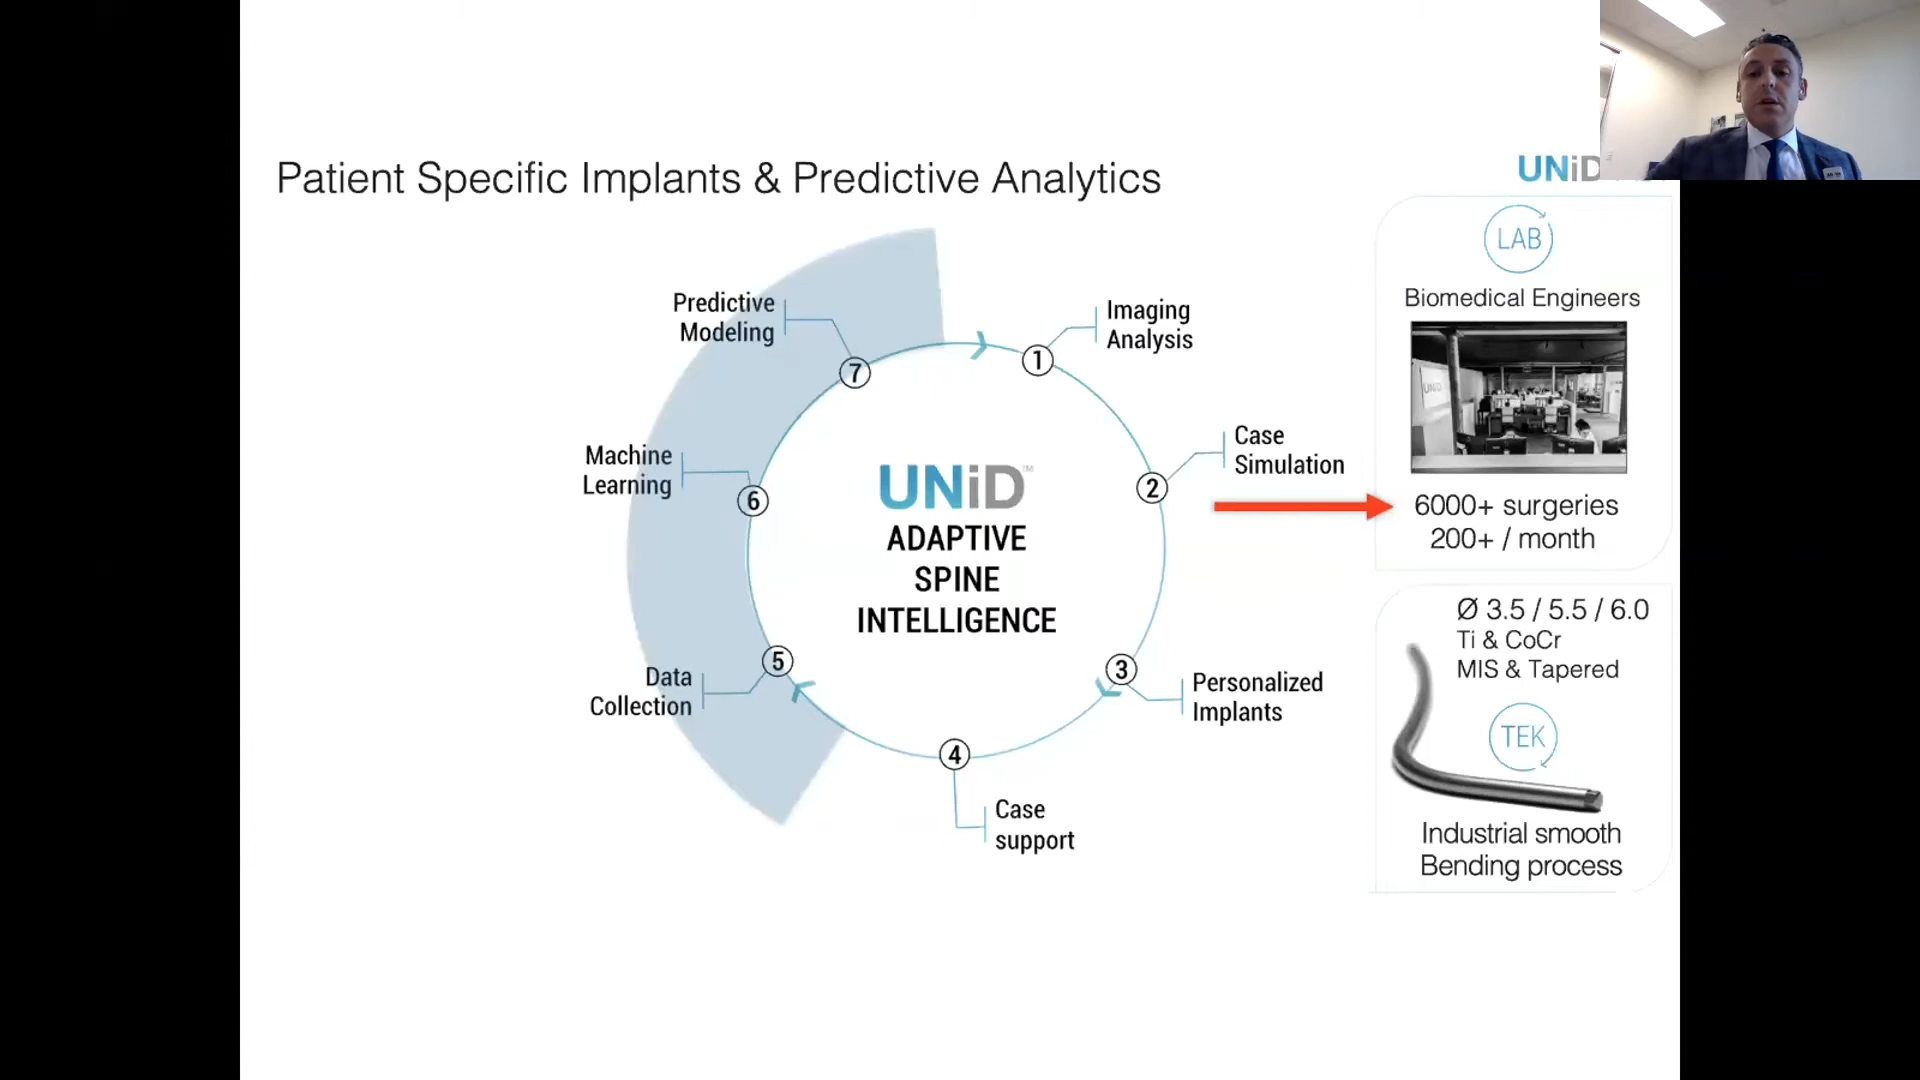 Patient Specific Implants & Predictive Analytics
UNiD
LAB
Biomedical Engineers
UNiD
6000+ surgeries
200+ / month
Ø 3.5 / 5.5 / 6.0
Ti & CoCr
MIS & Tapered
TEK
Industrial smooth
Bending process
1
Imaging
Analysis
2
Case
Simulation
3
Personalized
Implants
4
Case
support
5
Data
Collection
6
Machine
Learning
7
Predictive
Modeling
UNiD™
ADAPTIVE
SPINE
INTELLIGENCE